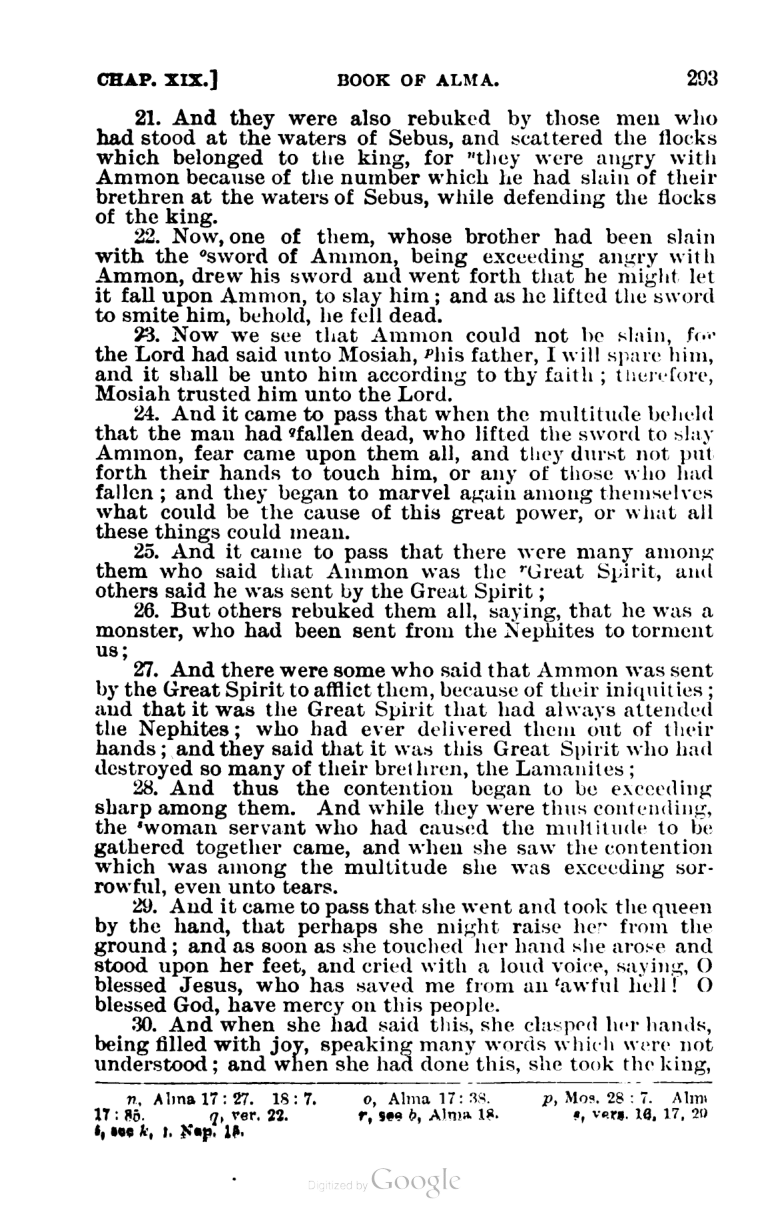 CHAP. XIX.] BOOK OF ALMA. 293
21. And they were also rebuked by those men who
had stood at the waters of Sebus, and scattered the flocks
which belonged to the king, for ⁿthey were angry with
Ammon because of the number which he had slain of their
brethren at the waters of Sebus, while defending the flocks
of the king.
22. Now, one of them, whose brother had been slain
with the ᵒsword of Ammon, being exceeding angry with
Ammon, drew his sword and went forth that he might let
it fall upon Ammon, to slay him; and as he lifted the sword
to smite him, behold, he fell dead.
23. Now we see that Ammon could not be slain, for
the Lord had said unto Mosiah, ᵖhis father, I will spare him,
and it shall be unto him according to thy faith; therefore,
Mosiah trusted him unto the Lord.
24. And it came to pass that when the multitude beheld
that the man had qfallen dead, who lifted the sword to slay
Ammon, fear came upon them all, and they durst not put
forth their hands to touch him, or any of those who had
fallen; and they began to marvel again among themselves
what could be the cause of this great power, or what all
these things could mean.
25. And it came to pass that there were many among
them who said that Ammon was the ʳGreat Spirit, and
others said he was sent by the Great Spirit;
26. But others rebuked them all, saying, that he was a
monster, who had been sent from the Nephites to torment
us;
27. And there were some who said that Ammon was sent
by the Great Spirit to afflict them, because of their iniquities;
and that it was the Great Spirit that had always attended
the Nephites; who had ever delivered them out of their
hands; and they said that it was this Great Spirit who had
destroyed so many of their brethren, the Lamanites;
28. And thus the contention began to be exceeding
sharp among them. And while they were thus contending,
the ˢwoman servant who had caused the multitude to be
gathered together came, and when she saw the contention
which was among the multitude she was exceeding sor-
rowful, even unto tears.
29. And it came to pass that she went and took the queen
by the hand, that perhaps she might raise her from the
ground; and as soon as she touched her hand she arose and
stood upon her feet, and cried with a loud voice, saying, O
blessed Jesus, who has saved me from an ᵗawful hell! O
blessed God, have mercy on this people.
30. And when she had said this, she clasped her hands,
being filled with joy, speaking many words which were not
understood; and when she had done this, she took the king,
n, Alma 17:27. 18:7. o, Alma 17:38. p, Mos. 28:7. Alm
17:35. q, ver. 22. r, see b, Alma 18. s, vers. 16, 17, 29
t, see k, 1. Nep. 15.
Digitized by Google